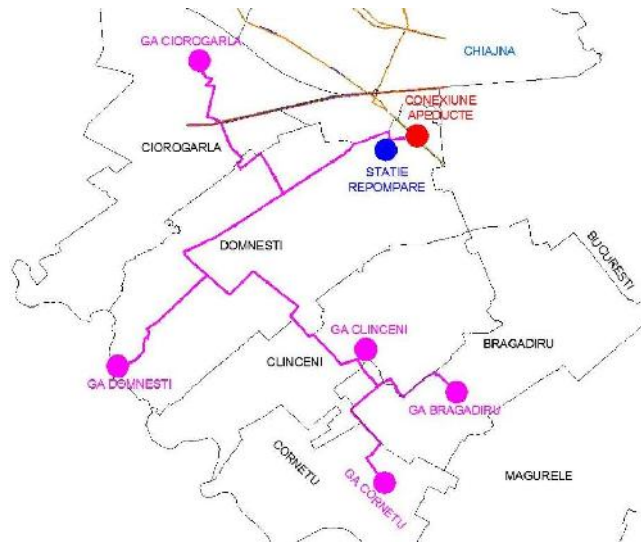 GA CIOROGARLA
CHIAJNA
CONEXIUNE
APEDUCTE
CIOROGARLA
STATIE
REPOMPARE
DOMNESTI
BUCURESTI
GA CLINCENI
BRAGADIRU
CLINCENI
GA DOMNESTI
GA BRAGADIRU
CORNETU
GA CORNETU
MAGURELE